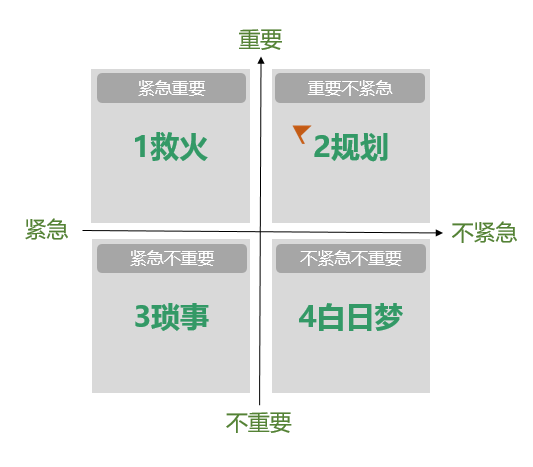 重要
紧急重要
重要不紧急
1救火
2规划
紧急
不紧急
紧急不重要
不紧急不重要
3琐事
4白日梦
不重要